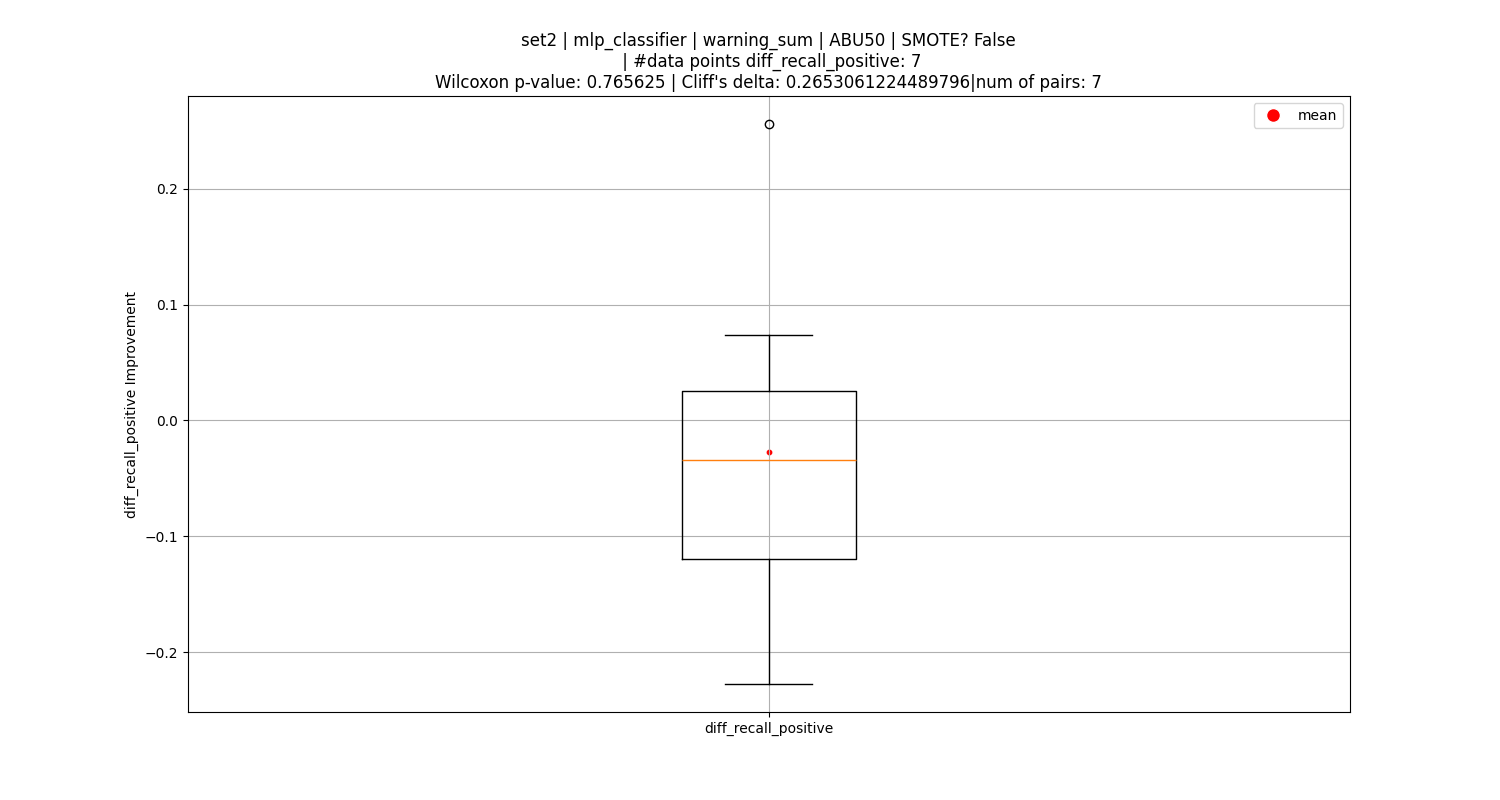 set2 | mlp_classifier | warning_sum | ABU50 | SMOTE? False
| #data points diff_recall_positive: 7
Wilcoxon p-value: 0.765625 | Cliff's delta: 0.2653061224489796|num of pairs: 7
mean
0.2
0.1
0.0
−0.1
−0.2
diff_recall_positive Improvement
diff_recall_positive